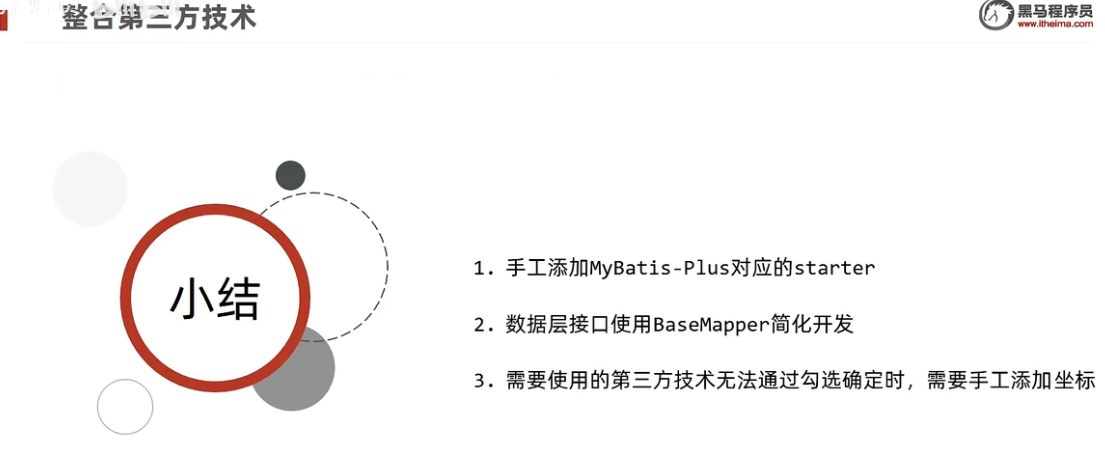 整合第三方技术
黑马程序员
www.itheima.com
小结
1. 手工添加MyBatis-Plus对应的starter
2. 数据层接口使用BaseMapper简化开发
3. 需要使用的第三方技术无法通过勾选确定时，需要手工添加坐标